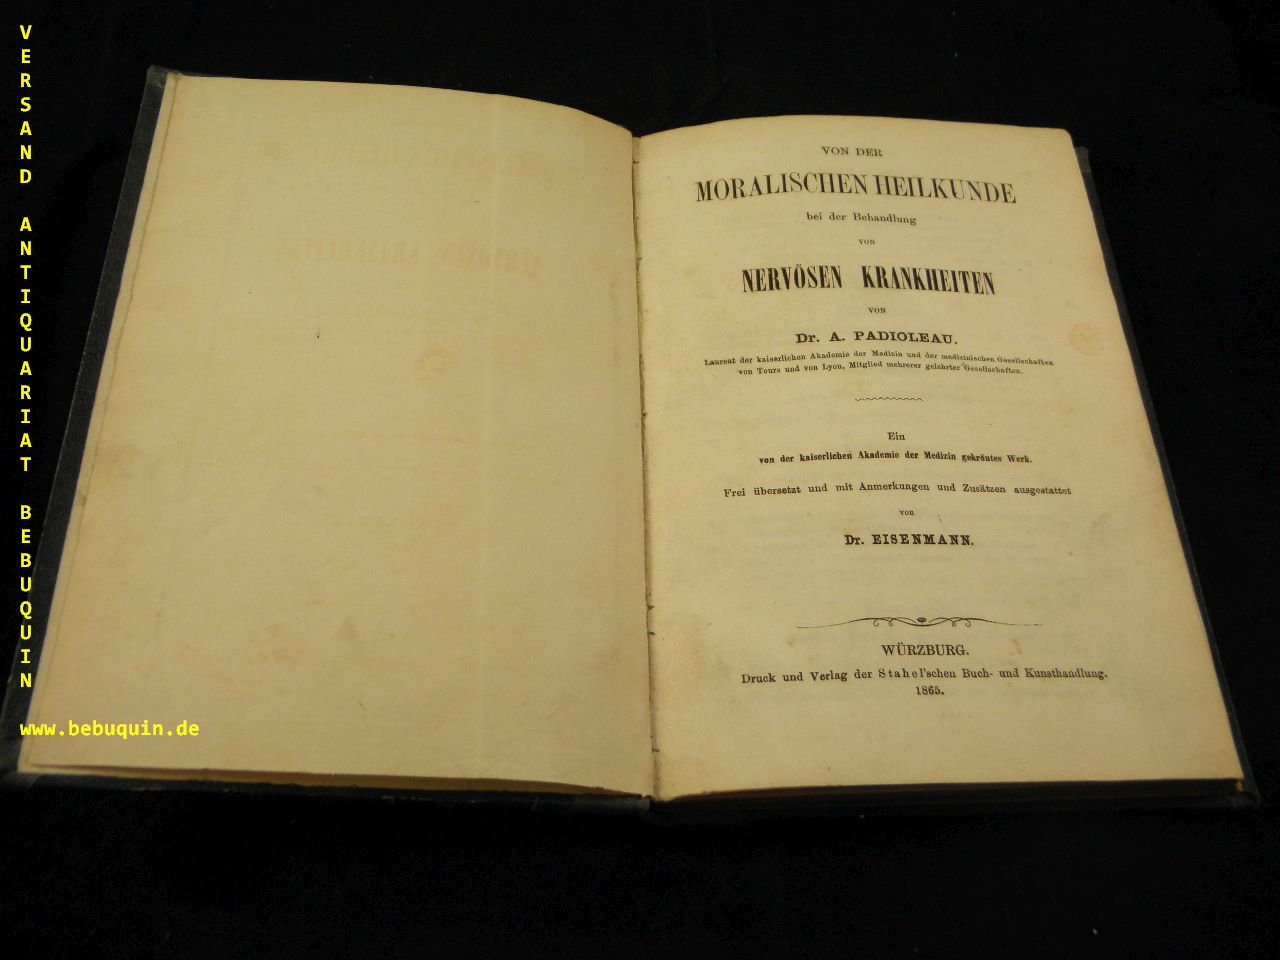 VERSAND ANTIQUARIAT BEBUQUIN
www.bebuquin.de
VON DER
MORALISCHEN HEILKUNDE
bei der Behandlung
VON
NERVÖSEN KRANKHEITEN
VON
Dr. A. PADIOLEAU.
Laureat der kaiserlichen Akademie der Medizin und der medizinischen Gesellschaften
von Tours und von Lyon, Mitglied mehrerer gelehrter Gesellschaften.
Ein
von der kaiserlichen Akademie der Medizin gekröntes Werk.
Frei übersetzt und mit Anmerkungen und Zusätzen ausgestattet
von
Dr. EISENMANN.
WÜRZBURG.
Druck und Verlag der Stahel'schen Buch- und Kunsthandlung.
1865.